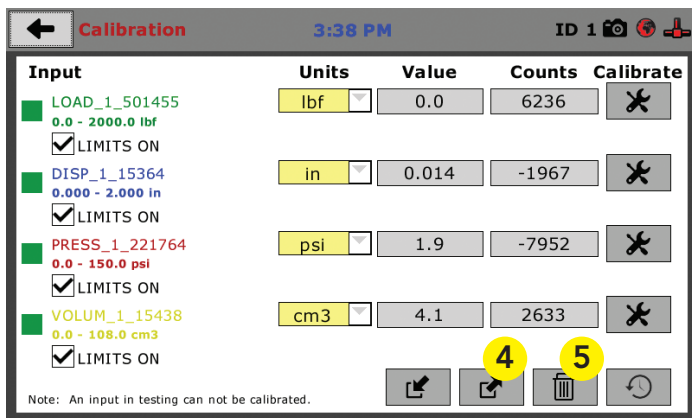 Calibration 3:38 PM ID 1
Input Units Value Counts Calibrate
LOAD_1_501455 lbf 0.0 6236
0.0 - 2000.0 lbf
LIMITS ON
DISP_1_15364 in 0.014 -1967
0.000 - 2.000 in
LIMITS ON
PRESS_1_221764 psi 1.9 -7952
0.0 - 150.0 psi
LIMITS ON
VOLUM_1_15438 cm3 4.1 2633
0.0 - 108.0 cm3
LIMITS ON
4 5
Note: An input in testing can not be calibrated.